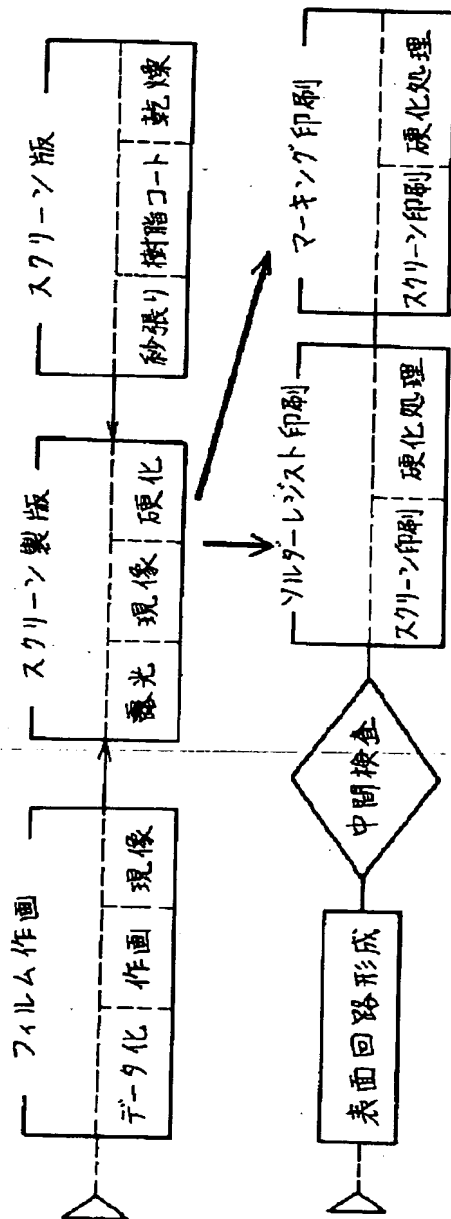 フィルム作画
データ化 作画 現像
スクリーン製版
露光 現像 硬化
スクリーン版
紗張り 樹脂コート 乾燥
表面回路形成
中間検査
ソルダーレジスト印刷
スクリーン印刷 硬化処理
マーキング印刷
スクリーン印刷 硬化処理